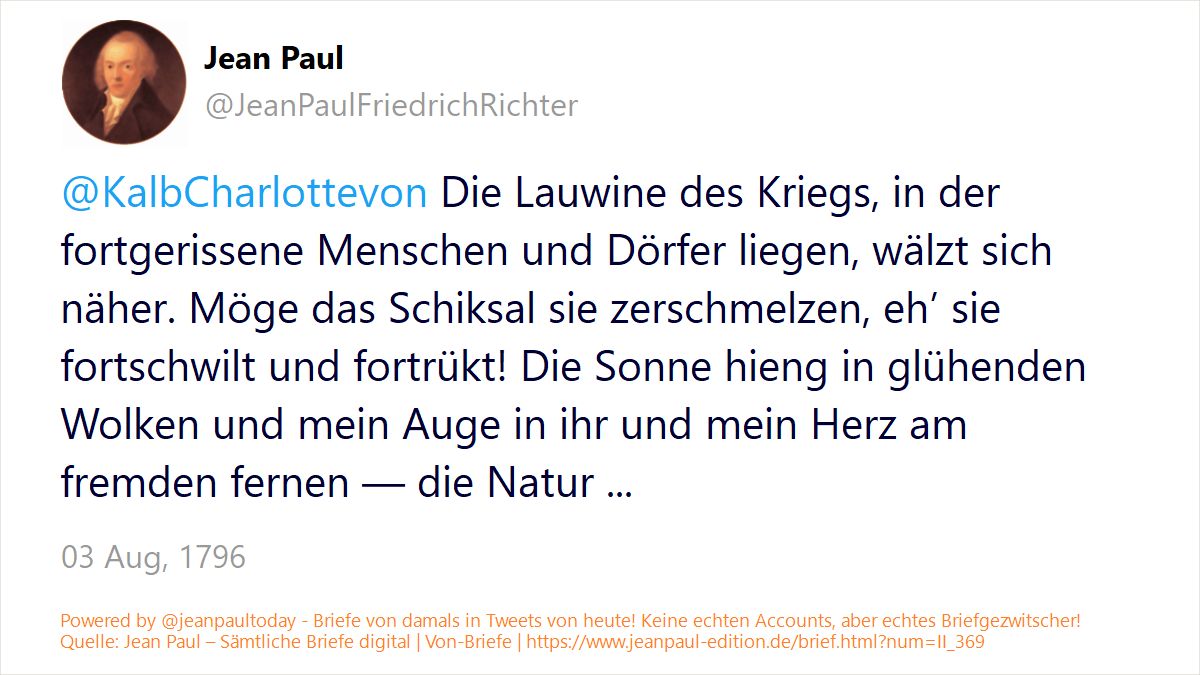 Jean Paul
@JeanPaulFriedrichRichter
@KalbCharlottevon Die Lauwine des Kriegs, in der
fortgerissene Menschen und Dörfer liegen, wälzt sich
näher. Möge das Schiksal sie zerschmelzen, eh’ sie
fortschwilt und fortrükt! Die Sonne hieng in glühenden
Wolken und mein Auge in ihr und mein Herz am
fremden fernen — die Natur ...
03 Aug, 1796
Powered by @jeanpaultoday - Briefe von damals in Tweets von heute! Keine echten Accounts, aber echtes Briefgezwitscher!
Quelle: Jean Paul – Sämtliche Briefe digital | Von-Briefe | https://www.jeanpaul-edition.de/brief.html?num=II_369